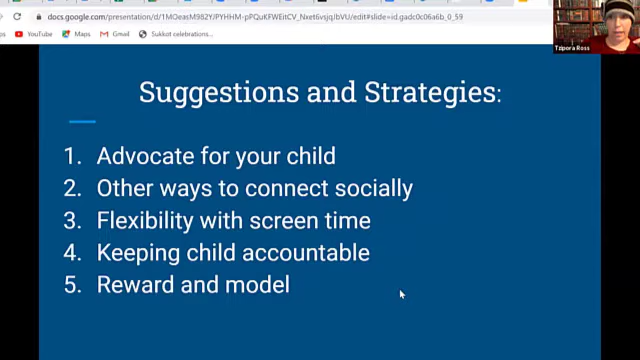 docs.google.com/presentation/d/1MOeasM982YJPYHHM-pPQuKFWEitCV_Nxet6vsjqJbVU/edit#slide=id.gadc0c06a6b_0_59
YouTube Maps Gmail Sukkot celebrations...
Tzipora Ross
Suggestions and Strategies:
1. Advocate for your child
2. Other ways to connect socially
3. Flexibility with screen time
4. Keeping child accountable
5. Reward and model